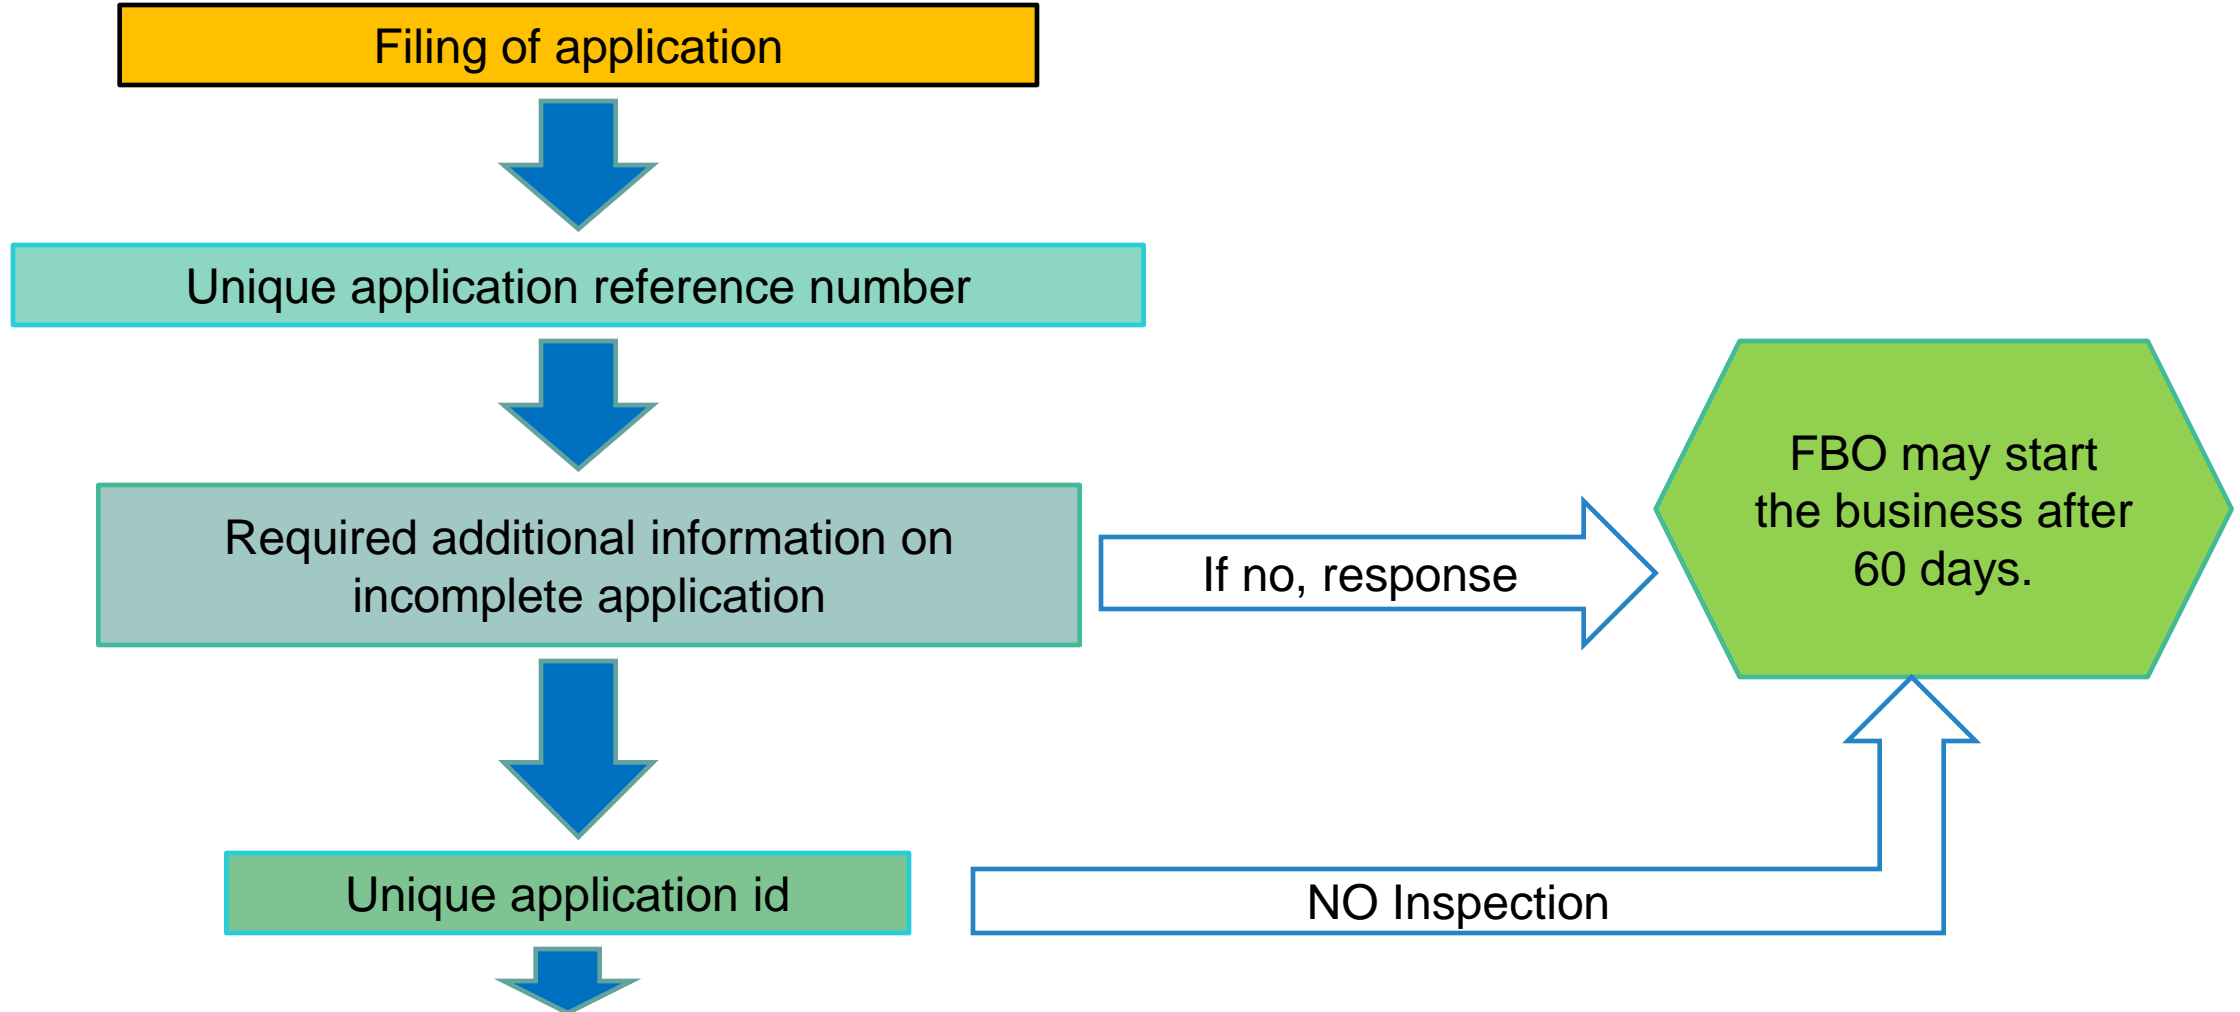 Filing of application
Unique application reference number
Required additional information on
incomplete application
If no, response
FBO may start
the business after
60 days.
Unique application id
NO Inspection